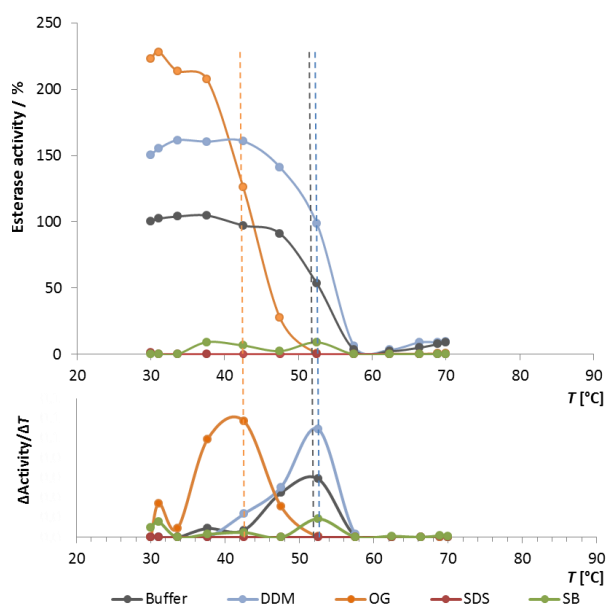 250
200
150
100
50
0
Esterase activity / %
20 30 40 50 60 70 80 90
T [°C]
ΔActivity/ΔT
20 30 40 50 60 70 80 90
T [°C]
Buffer DDM OG SDS SB